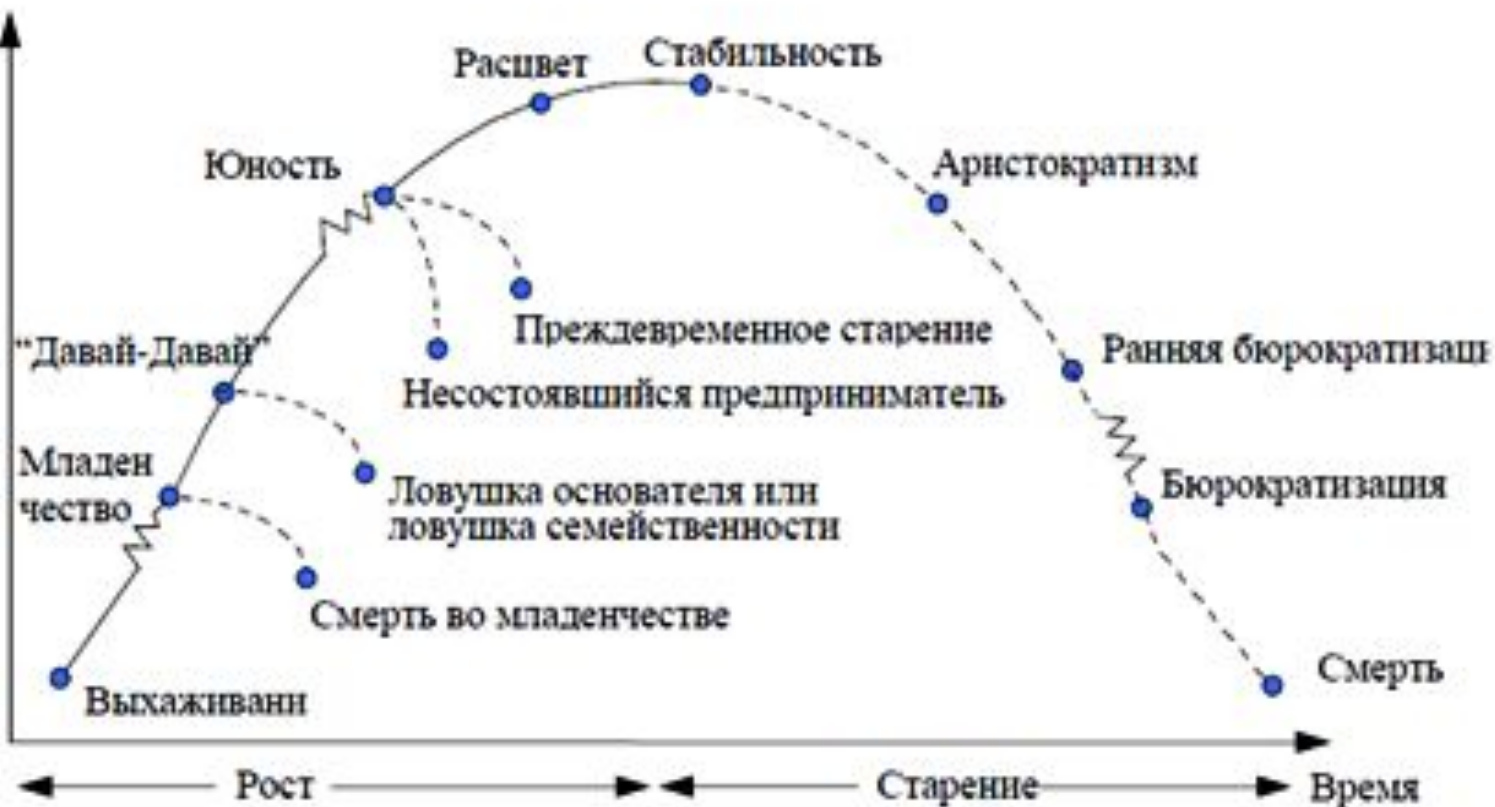 Расцвет
Стабильность
Юность
Аристократизм
Преждевременное старение
"Давай-Давай"
Ранняя бюрократизаци
Несостоявшийся предприниматель
Младен
чество
Ловушка основателя или
ловушка семейственности
Бюрократизация
Смерть во младенчестве
Смерть
Выхаживани
Рост
Старение
Время